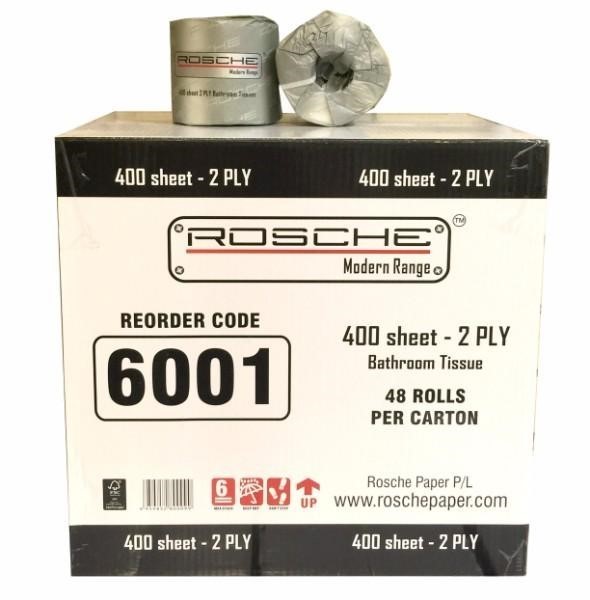 ROSCHE
Modern Range
400 sheet 2 PLY Bathroom Tissue
400 sheet - 2 PLY 400 sheet - 2 PLY
ROSCHE TM
Modern Range
REORDER CODE
6001
400 sheet - 2 PLY
Bathroom Tissue
48 ROLLS
PER CARTON
FSC
6
UP
Rosche Paper P/L
www.roschepaper.com
400 sheet - 2 PLY 400 sheet - 2 PLY